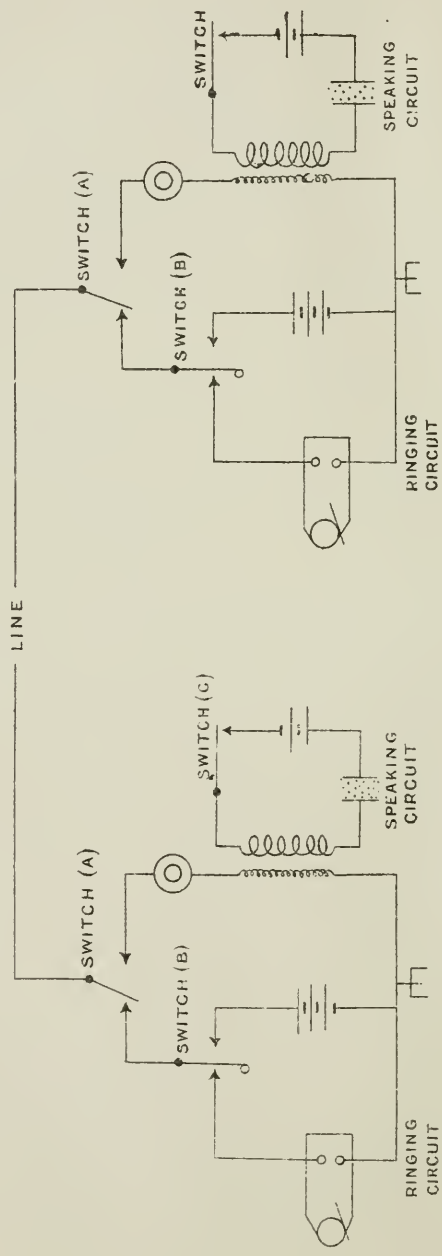 LINE
SWITCH (A)
SWITCH (B)
SWITCH (C)
SPEAKING
CIRCUIT
RINGING
CIRCUIT
SWITCH (A)
SWITCH (B)
SWITCH
SPEAKING
CIRCUIT
RINGING
CIRCUIT